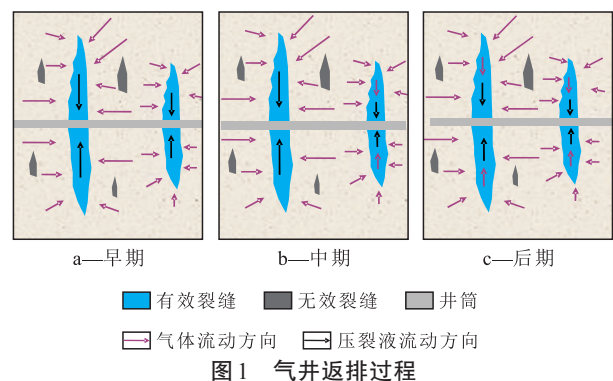 a—早期
b—中期
c—后期
有效裂缝
无效裂缝
井筒
气体流动方向
压裂液流动方向
图1 气井返排过程